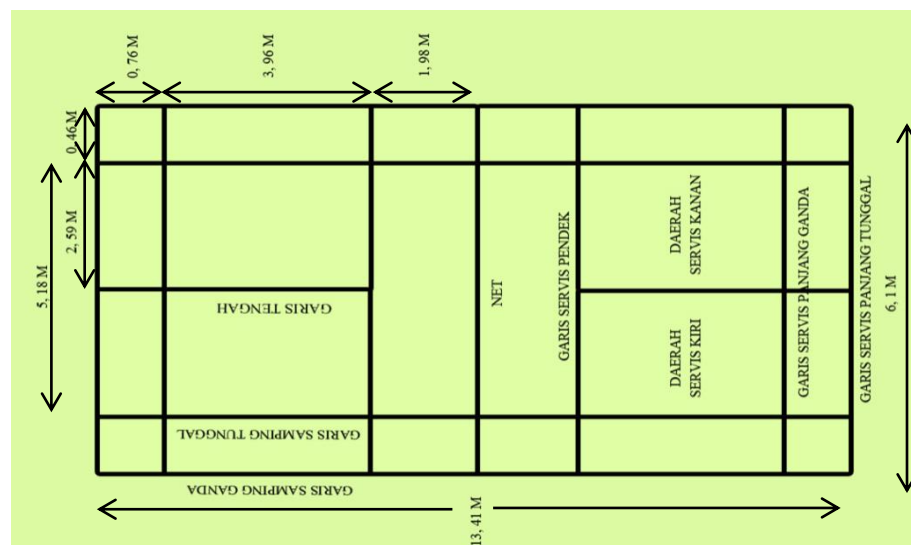 0, 76 M
3, 96 M
1, 98 M
0,46 M
2, 59 M
5, 18 M
GARIS TENGAH
GARIS SAMPING TUNGGAL
GARIS SAMPING GANDA
NET
GARIS SERVIS PENDEK
DAERAH
SERVIS KANAN
DAERAH
SERVIS KIRI
GARIS SERVIS PANJANG GANDA
GARIS SERVIS PANJANG TUNGGAL
6, 1 M
13, 41 M